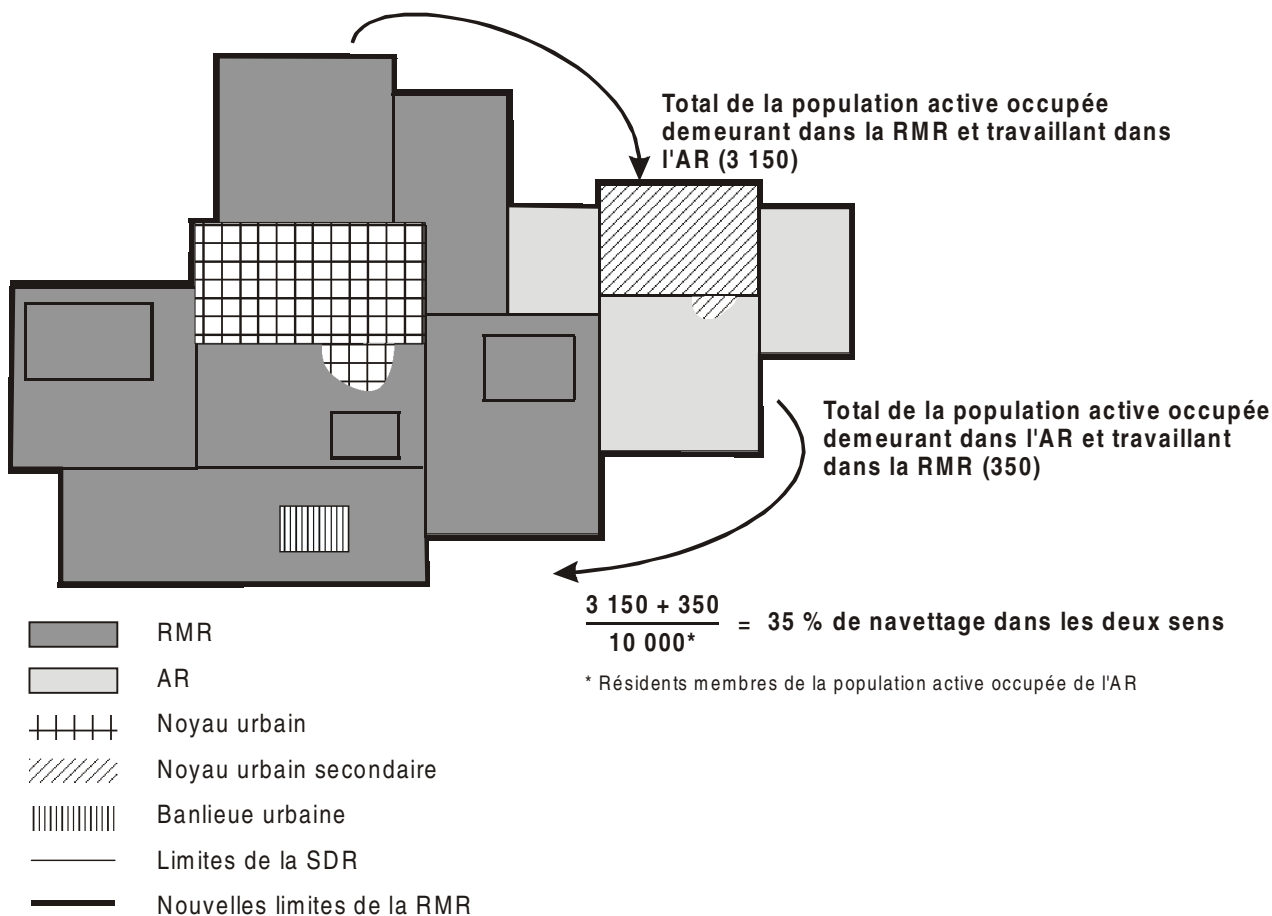 Total de la population active occupée
demeurant dans la RMR et travaillant dans
l'AR (3 150)
Total de la population active occupée
demeurant dans l'AR et travaillant
dans la RMR (350)
3 150 + 350
10 000*
= 35 % de navettage dans les deux sens
* Résidents membres de la population active occupée de l'AR
RMR
AR
Noyau urbain
Noyau urbain secondaire
Banlieue urbaine
Limites de la SDR
Nouvelles limites de la RMR